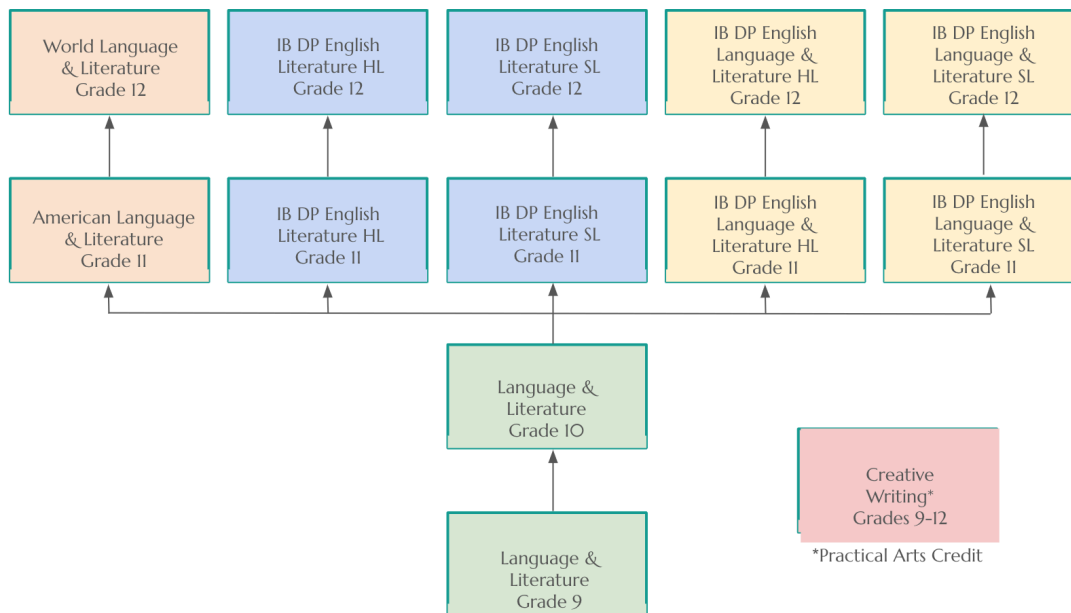 World Language
& Literature
Grade 12
IB DP English
Literature HL
Grade 12
IB DP English
Literature SL
Grade 12
IB DP English
Language &
Literature HL
Grade 12
IB DP English
Language &
Literature SL
Grade 12
American Language
& Literature
Grade 11
IB DP English
Literature HL
Grade 11
IB DP English
Literature SL
Grade 11
IB DP English
Language &
Literature HL
Grade 11
IB DP English
Language &
Literature SL
Grade 11
Language &
Literature
Grade 10
Creative
Writing*
Grades 9-12
*Practical Arts Credit
Language &
Literature
Grade 9